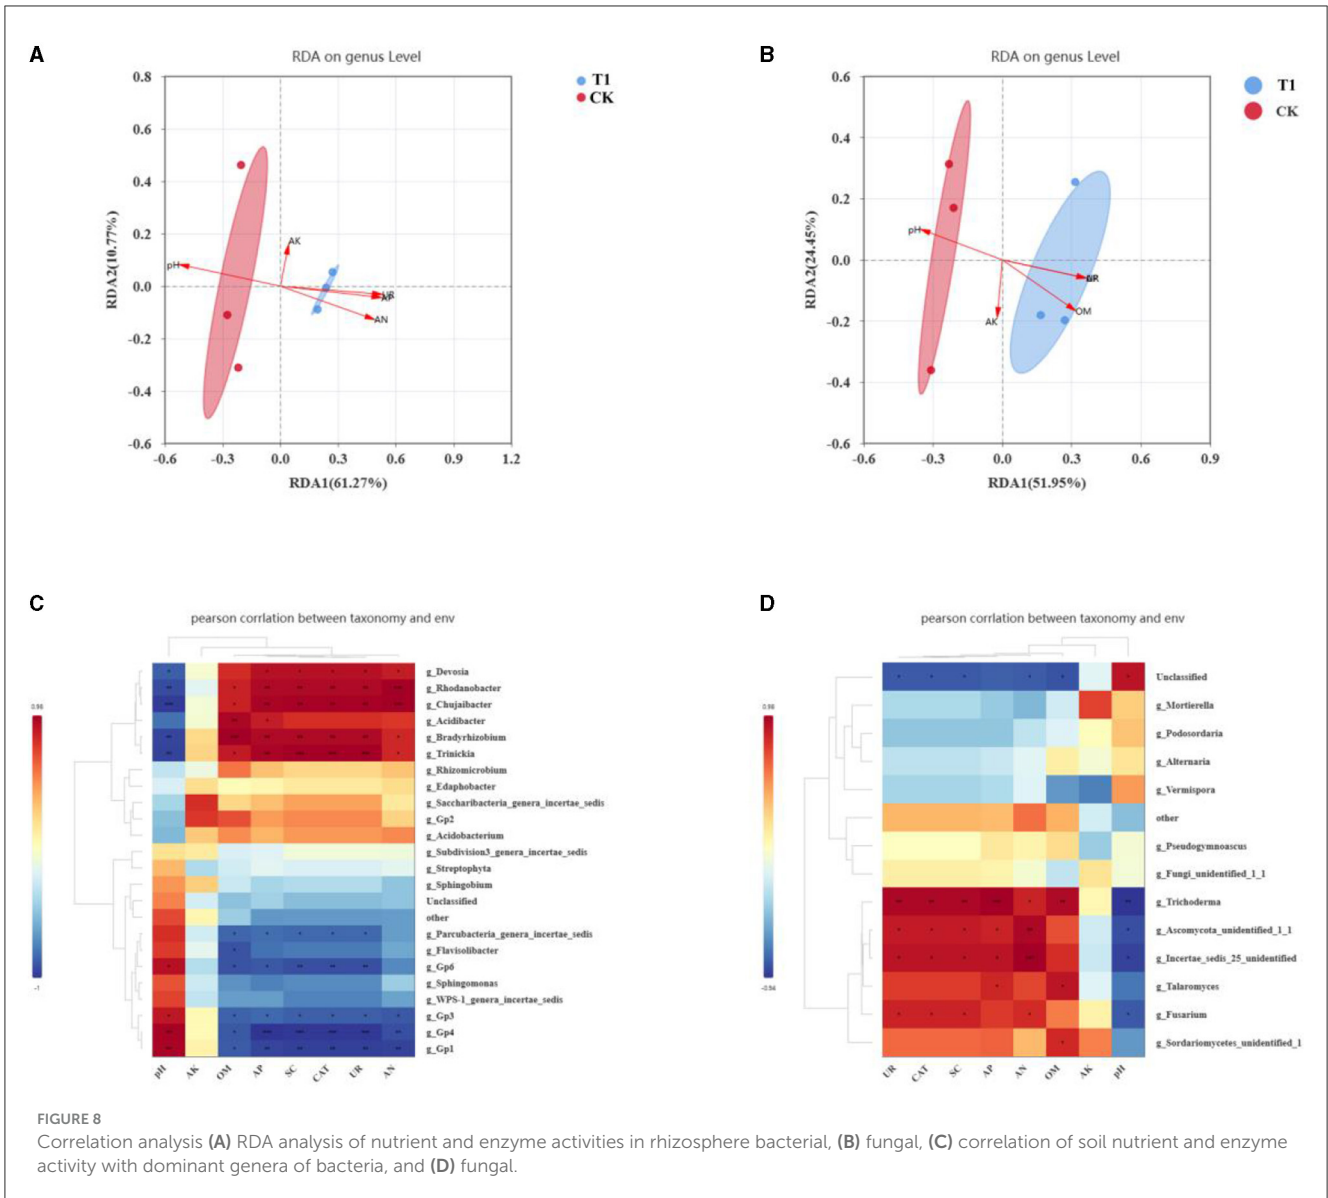 A
RDA on genus Level
T1
CK
0.8
0.6
0.4
0.2
0.0
-0.2
-0.4
-0.6
RDA2(10.77%)
pH
AK
AN
-0.6
-0.3
0.0
0.3
0.6
0.9
1.2
RDA1(61.27%)
B
RDA on genus Level
T1
CK
0.6
0.4
0.2
0.0
-0.2
-0.4
-0.6
RDA2(24.45%)
pH
AK
OM
-0.6
-0.3
0.0
0.3
0.6
0.9
RDA1(51.95%)
C
pearson corrlation between taxonomy and env
0.98
-1
g_Devosia
g_Rhodanobacter
g_Chujaibacter
g_Acidibacter
g_Bradyrhizobium
g_Trinickia
g_Rhizomicrobium
g_Edaphobacter
g_Saccharibacteria_genera_incertae_sedis
g_Gp2
g_Acidobacterium
g_Subdivision3_genera_incertae_sedis
g_Streptophyta
g_Sphingobium
Unclassified
other
g_Parcubacteria_genera_incertae_sedis
g_Flavisolibacter
g_Gp6
g_Sphingomonas
g_WPS-1_genera_incertae_sedis
g_Gp3
g_Gp4
g_Gp1
pH
AK
OM
AP
SC
CAT
UR
AN
D
pearson corrlation between taxonomy and env
0.98
-0.94
Unclassified
g_Mortierella
g_Podosordaria
g_Alternaria
g_Vermispora
other
g_Pseudogymnoascus
g_Fungi_unidentified_1_1
g_Trichoderma
g_Ascomycota_unidentified_1_1
g_Incertae_sedis_25_unidentified
g_Talaromyces
g_Fusarium
g_Sordariomycetes_unidentified_1
UR
CAT
SC
AP
AN
OM
AK
pH
FIGURE 8
Correlation analysis (A) RDA analysis of nutrient and enzyme activities in rhizosphere bacterial, (B) fungal, (C) correlation of soil nutrient and enzyme
activity with dominant genera of bacteria, and (D) fungal.